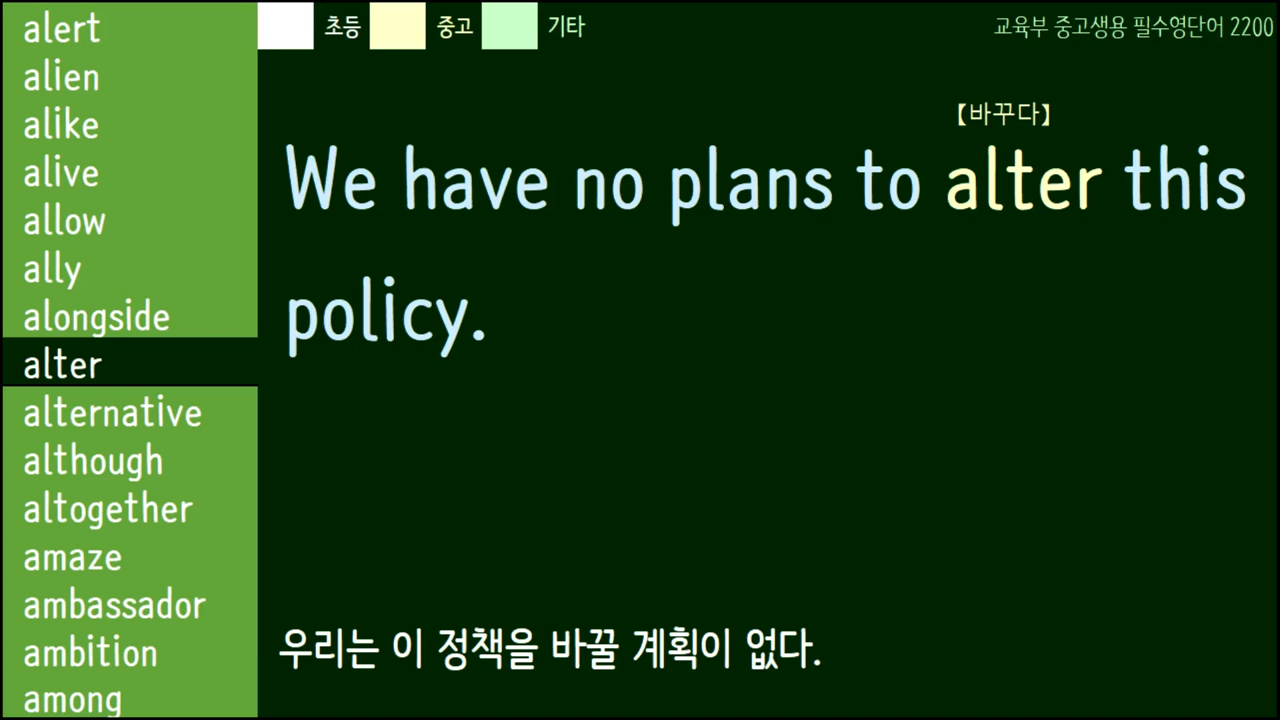 alert
alien
alike
alive
allow
ally
alongside
alter
alternative
although
altogether
amaze
ambassador
ambition
among
초등 중고 기타
교육부 중고생용 필수영단어 2200
【바꾸다】
We have no plans to alter this
policy.
우리는 이 정책을 바꿀 계획이 없다.